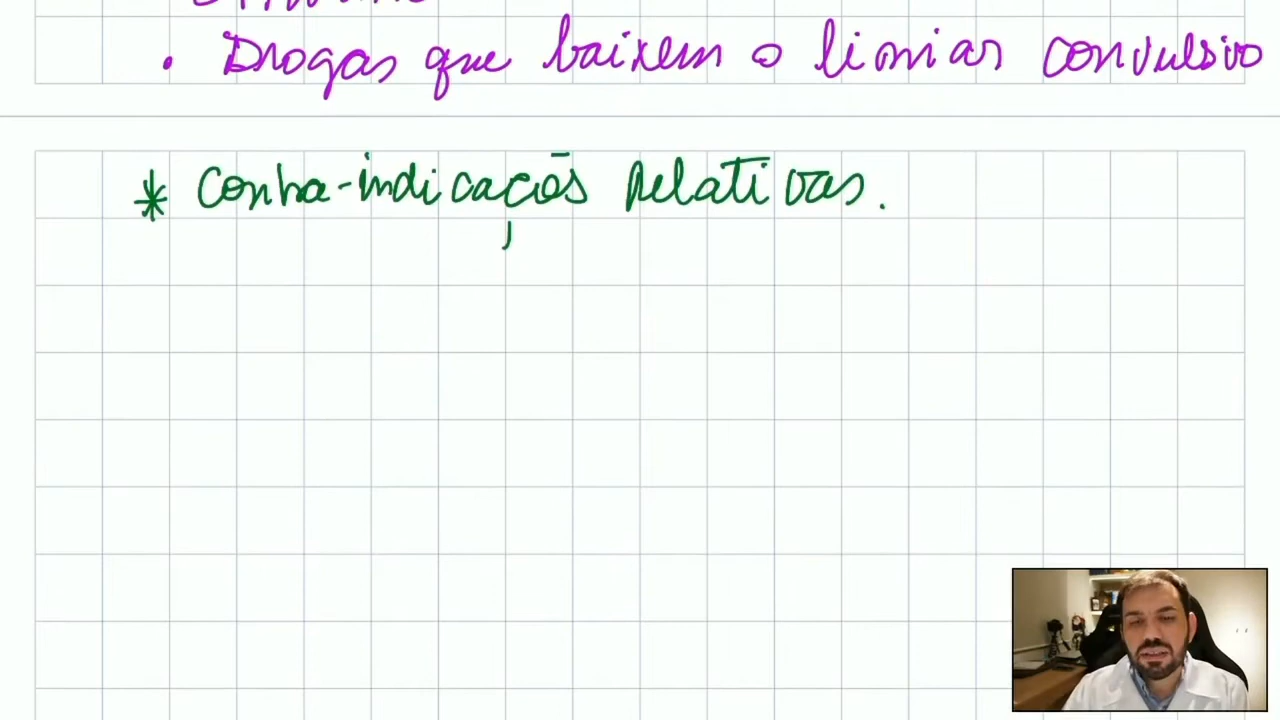 • Drogas que baixem o limiar convulsivo
* Contra-indicações Relativas.